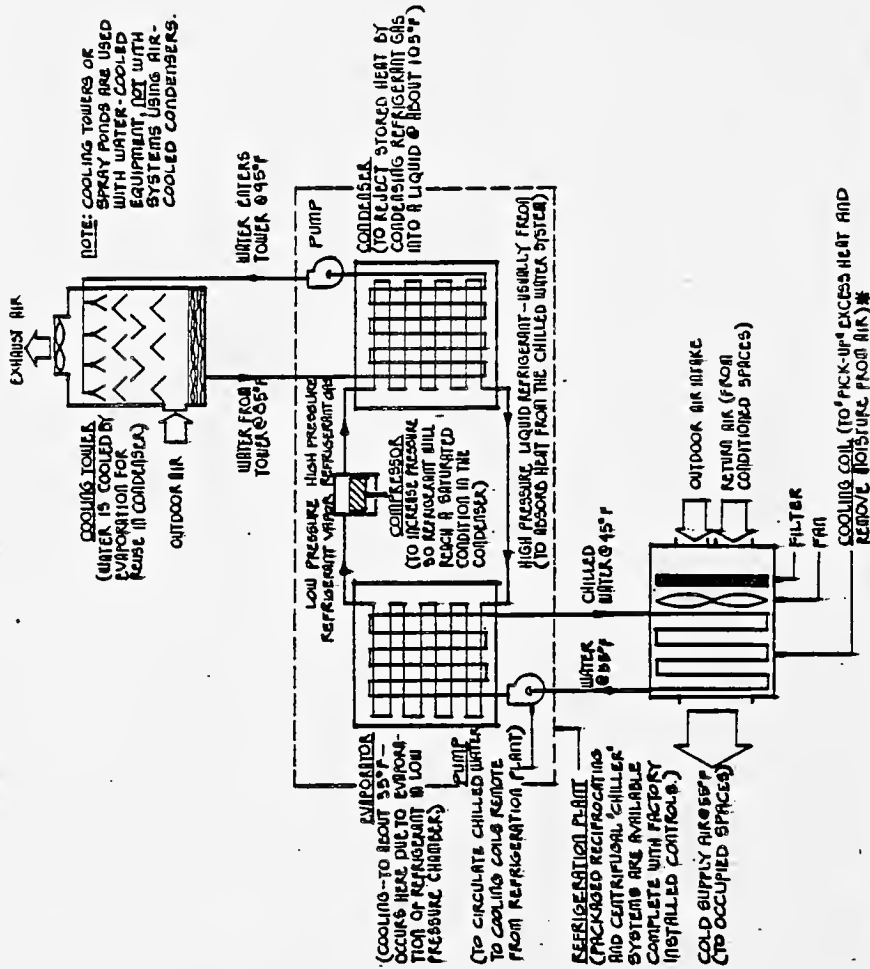 EXHAUST AIR
NOTE: COOLING TOWERS OR
SPRAY PONDS ARE USED
WITH WATER-COOLED
EQUIPMENT, NOT WITH
SYSTEMS USING AIR-
COOLED CONDENSERS.
COOLING TOWER
(WATER IS COOLED BY
EVAPORATION FOR
REUSE IN CONDENSER)
OUTDOOR AIR
WATER FROM
TOWER @ 85°F
WATER ENTERS
TOWER @ 95°F
PUMP
CONDENSER
(TO REJECT STORED HEAT BY
CONDENSING REFRIGERANT GAS
INTO A LIQUID @ ABOUT 105°F)
LOW PRESSURE
REFRIGERANT VAPOR
HIGH PRESSURE
REFRIGERANT GAS
COMPRESSOR
(TO INCREASE PRESSURE
SO REFRIGERANT WILL
REACH A SATURATED
CONDITION IN THE
CONDENSER)
HIGH PRESSURE LIQUID REFRIGERANT-USUALLY FREON
(TO ABSORB HEAT FROM THE CHILLED WATER SYSTEM)
EVAPORATOR
(COOLING-TO ABOUT 35°F-
OCCURS HERE DUE TO EVAPORA-
TION OF REFRIGERANT IN LOW
PRESSURE CHAMBER)
PUMP
(TO CIRCULATE CHILLED WATER
TO COOLING COILS REMOTE
FROM REFRIGERATION PLANT)
REFRIGERATION PLANT
(PACKAGED RECIPROCATING
AND CENTRIFUGAL "CHILLER"
SYSTEMS ARE AVAILABLE
COMPLETE WITH FACTORY
INSTALLED CONTROLS.)
WATER
@ 55°F
CHILLED
WATER @ 45°F
COLD SUPPLY AIR @ 55°F
(TO OCCUPIED SPACES)
OUTDOOR AIR INTAKE
RETURN AIR (FROM
CONDITIONED SPACES)
FILTER
FAN
COOLING COIL (TO "PICK-UP" EXCESS HEAT AND
REMOVE MOISTURE FROM AIR)*